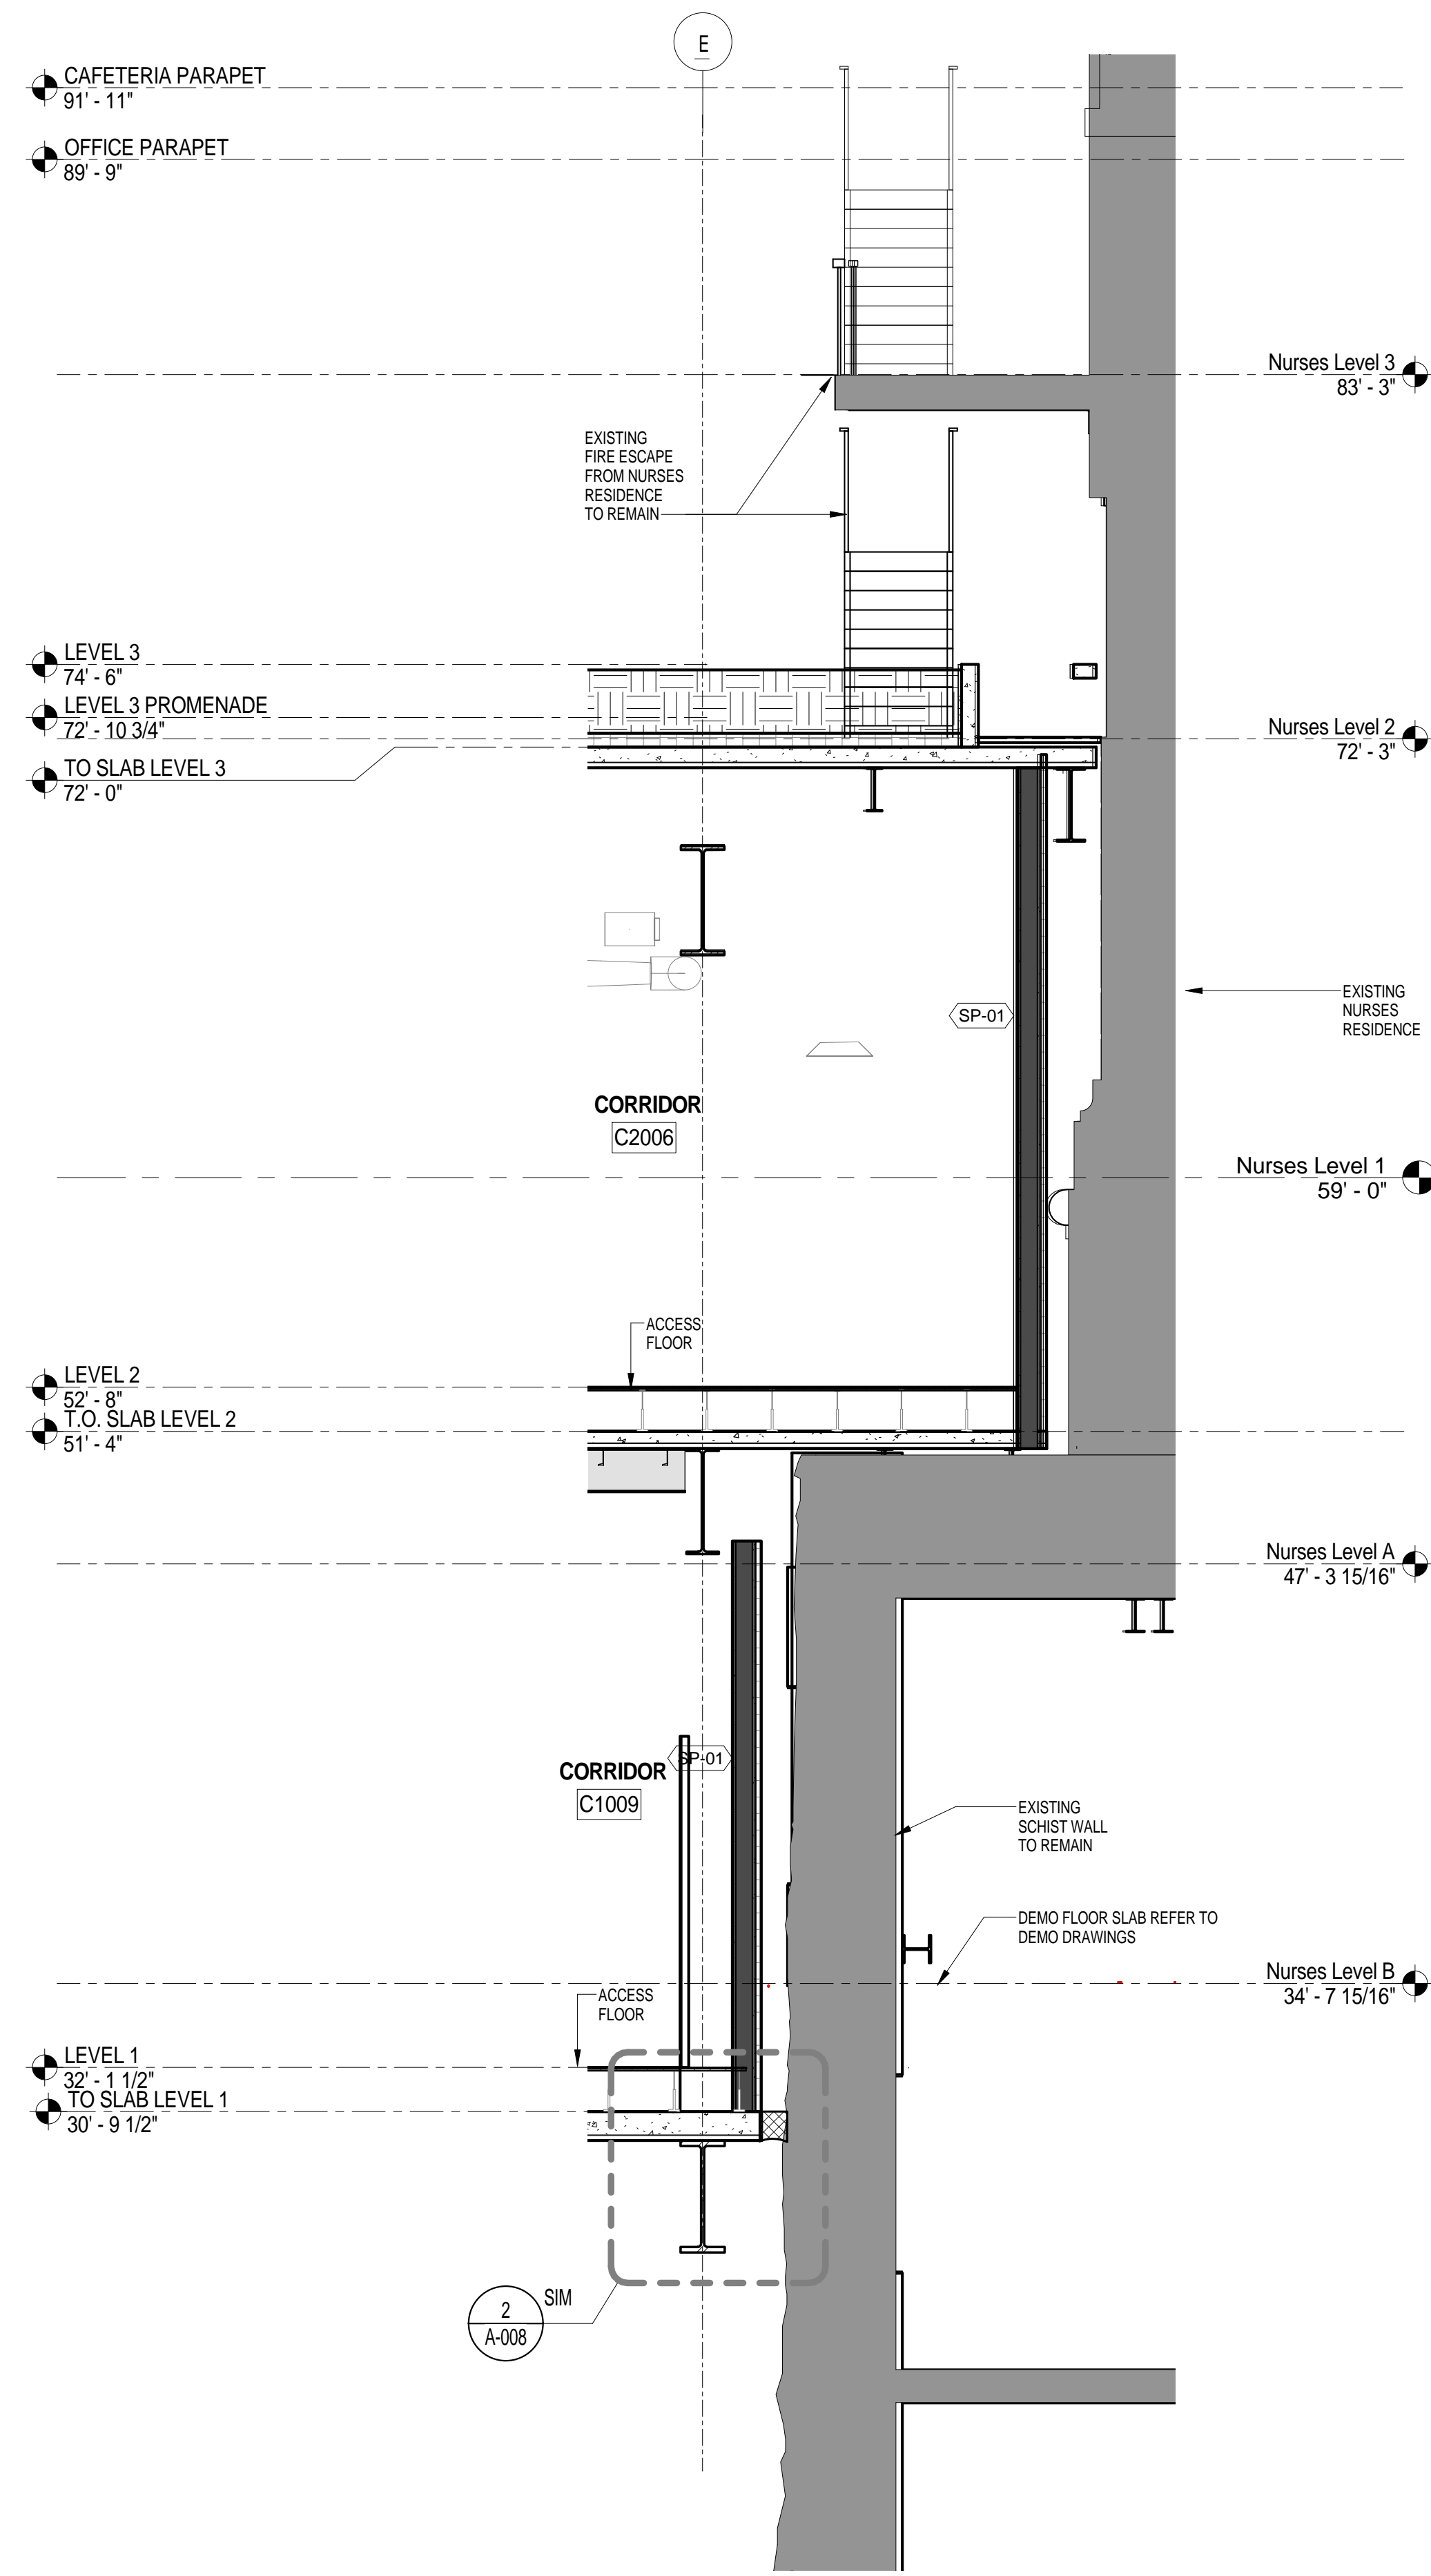 E
CAFETERIA PARAPET
91' - 11"
OFFICE PARAPET
89' - 9"
Nurses Level 3
83' - 3"
EXISTING
FIRE ESCAPE
FROM NURSES
RESIDENCE
TO REMAIN
LEVEL 3
74' - 6"
LEVEL 3 PROMENADE
72' - 10 3/4"
Nurses Level 2
72' - 3"
TO SLAB LEVEL 3
72' - 0"
EXISTING
NURSES
RESIDENCE
SP-01
CORRIDOR
C2006
Nurses Level 1
59' - 0"
ACCESS
FLOOR
LEVEL 2
52' - 8"
T.O. SLAB LEVEL 2
51' - 4"
Nurses Level A
47' - 3 15/16"
SP-01
CORRIDOR
C1009
EXISTING
SCHIST WALL
TO REMAIN
DEMO FLOOR SLAB REFER TO
DEMO DRAWINGS
Nurses Level B
34' - 7 15/16"
ACCESS
FLOOR
LEVEL 1
32' - 1 1/2"
TO SLAB LEVEL 1
30' - 9 1/2"
SIM
2
A-008